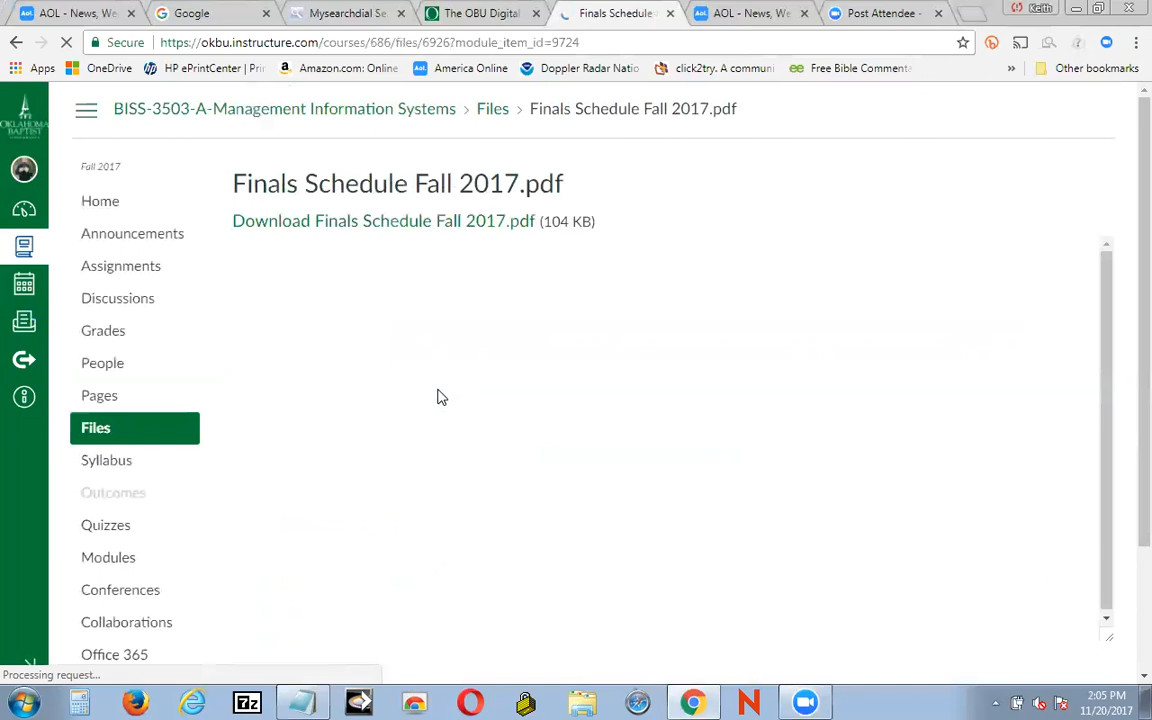 AOL - News, We
Google
Mysearchdial Se
The OBU Digital
Finals Schedule
AOL - News, We
Post Attendee -
Keith
Secure
https://okbu.instructure.com/courses/686/files/6926?module_item_id=9724
Apps
OneDrive
HP ePrintCenter | Pri
Amazon.com: Online
America Online
Doppler Radar Natio
click2try. A communi
Free Bible Comment
»
Other bookmarks
OKLAHOMA
BAPTIST
BISS-3503-A-Management Information Systems › Files › Finals Schedule Fall 2017.pdf
Fall 2017
Finals Schedule Fall 2017.pdf
Download Finals Schedule Fall 2017.pdf (104 KB)
Home
Announcements
Assignments
Discussions
Grades
People
Pages
Files
Syllabus
Outcomes
Quizzes
Modules
Conferences
Collaborations
Office 365
Processing request...
7z
2:05 PM
11/20/2017